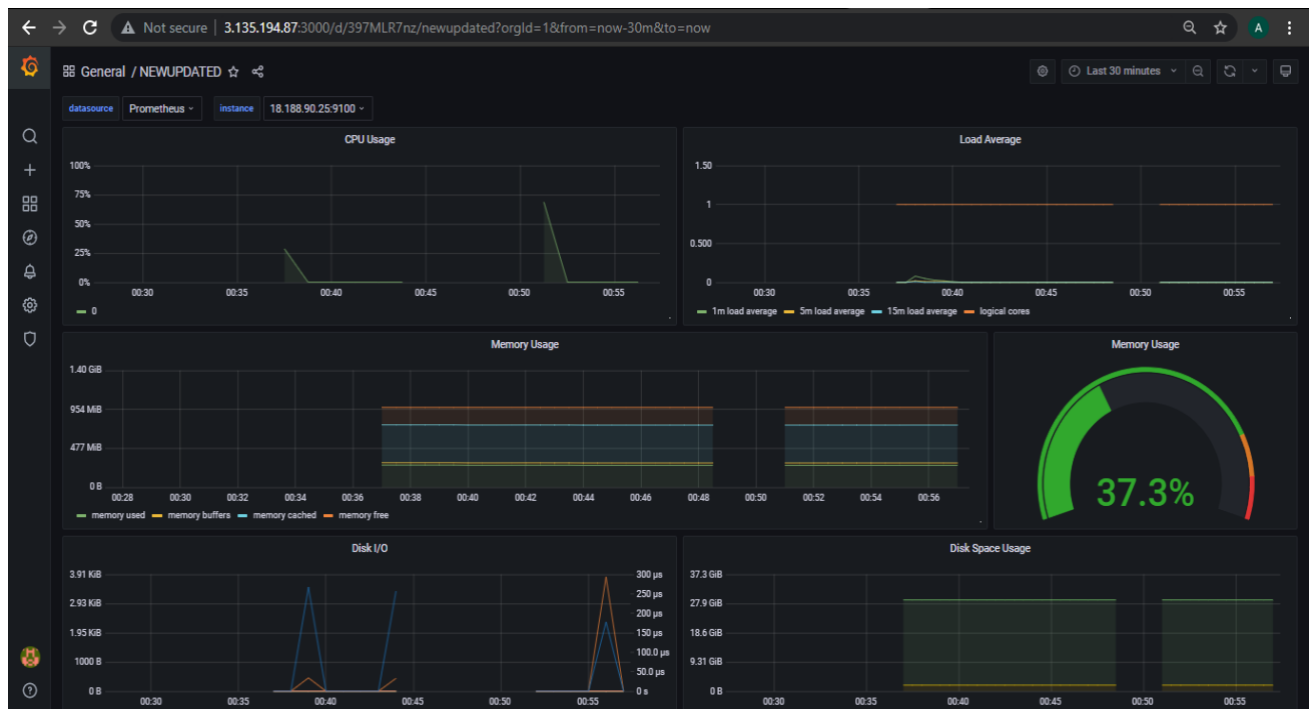 Not secure | 3.135.194.87:3000/d/397MLR7nz/newupdated?orgId=1&from=now-30m&to=now A
General / NEWUPDATED Last 30 minutes
datasource Prometheus instance 18.188.90.25:9100
CPU Usage
100%
75%
50%
25%
0%
00:30 00:35 00:40 00:45 00:50 00:55
0
Load Average
1.50
1
0.500
0
00:30 00:35 00:40 00:45 00:50 00:55
1m load average 5m load average 15m load average logical cores
Memory Usage
1.40 GiB
954 MiB
477 MiB
0 B
00:28 00:30 00:32 00:34 00:36 00:38 00:40 00:42 00:44 00:46 00:48 00:50 00:52 00:54 00:56
memory used memory buffers memory cached memory free
Memory Usage
37.3%
Disk I/O
3.91 KiB 300 µs
2.93 KiB 250 µs
200 µs
1.95 KiB 150 µs
1000 B 100.0 µs
50.0 µs
0 B 0 s
00:30 00:35 00:40 00:45 00:50 00:55
Disk Space Usage
37.3 GiB
27.9 GiB
18.6 GiB
9.31 GiB
0 B
00:30 00:35 00:40 00:45 00:50 00:55